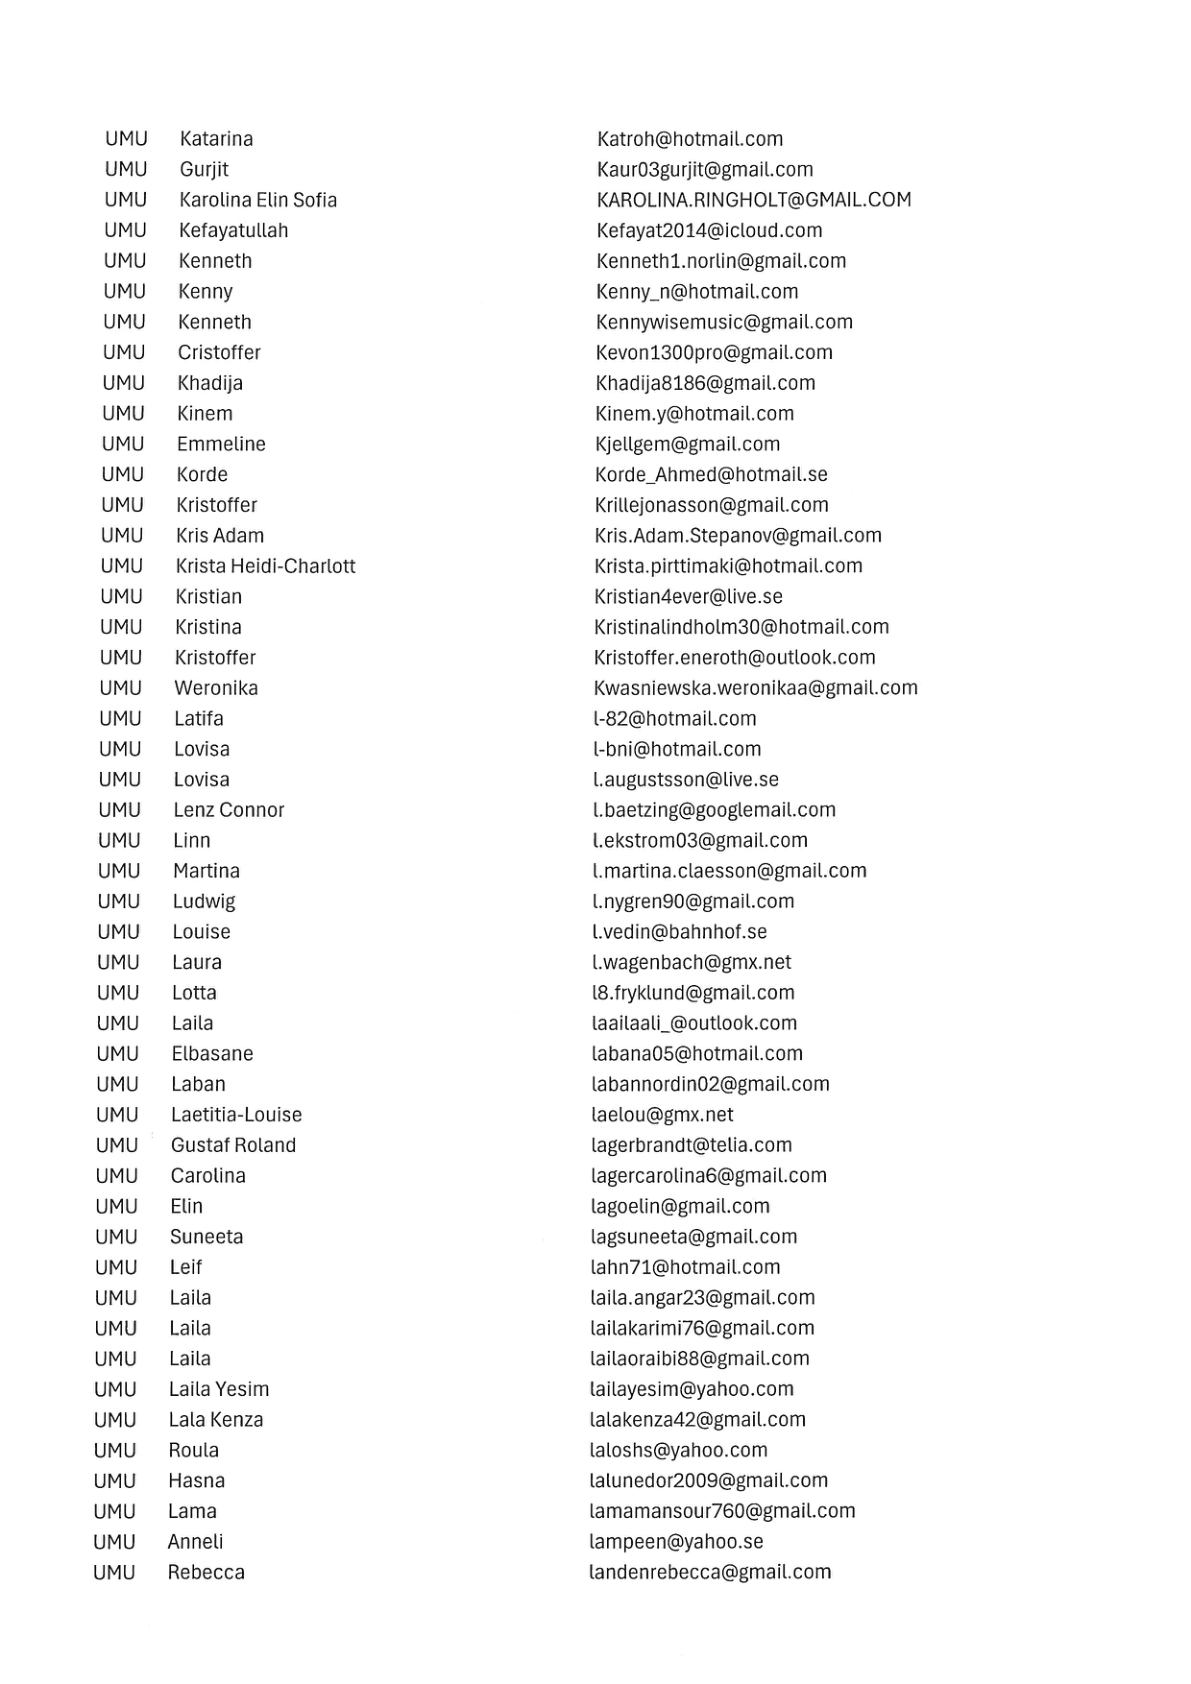 UMU Katarina Katroh@hotmail.com
UMU Gurjit Kaur03gurjit@gmail.com
UMU Karolina Elin Sofia KAROLINA.RINGHOLT@GMAIL.COM
UMU Kefayatullah Kefayat2014@icloud.com
UMU Kenneth Kenneth1.norlin@gmail.com
UMU Kenny Kenny_n@hotmail.com
UMU Kenneth Kennywisemusic@gmail.com
UMU Cristoffer Kevon1300pro@gmail.com
UMU Khadija Khadija8186@gmail.com
UMU Kinem Kinem.y@hotmail.com
UMU Emmeline Kjellgem@gmail.com
UMU Korde Korde_Ahmed@hotmail.se
UMU Kristoffer Krillejonasson@gmail.com
UMU Kris Adam Kris.Adam.Stepanov@gmail.com
UMU Krista Heidi-Charlott Krista.pirttimaki@hotmail.com
UMU Kristian Kristian4ever@live.se
UMU Kristina Kristinalindholm30@hotmail.com
UMU Kristoffer Kristoffer.eneroth@outlook.com
UMU Weronika Kwasniewska.weronikaa@gmail.com
UMU Latifa l-82@hotmail.com
UMU Lovisa l-bni@hotmail.com
UMU Lovisa l.augustsson@live.se
UMU Lenz Connor l.baetzing@googlemail.com
UMU Linn l.ekstrom03@gmail.com
UMU Martina l.martina.claesson@gmail.com
UMU Ludwig l.nygren90@gmail.com
UMU Louise l.vedin@bahnhof.se
UMU Laura l.wagenbach@gmx.net
UMU Lotta l8.fryklund@gmail.com
UMU Laila laailaali_@outlook.com
UMU Elbasane labana05@hotmail.com
UMU Laban labannordin02@gmail.com
UMU Laetitia-Louise laelou@gmx.net
UMU Gustaf Roland lagerbrandt@telia.com
UMU Carolina lagercarolina6@gmail.com
UMU Elin lagoelin@gmail.com
UMU Suneeta lagsuneeta@gmail.com
UMU Leif lahn71@hotmail.com
UMU Laila laila.angar23@gmail.com
UMU Laila lailakarimi76@gmail.com
UMU Laila lailaoraibi88@gmail.com
UMU Laila Yesim lailayesim@yahoo.com
UMU Lala Kenza lalakenza42@gmail.com
UMU Roula laloshs@yahoo.com
UMU Hasna lalunedor2009@gmail.com
UMU Lama lamamansour760@gmail.com
UMU Anneli lampeen@yahoo.se
UMU Rebecca landenrebecca@gmail.com